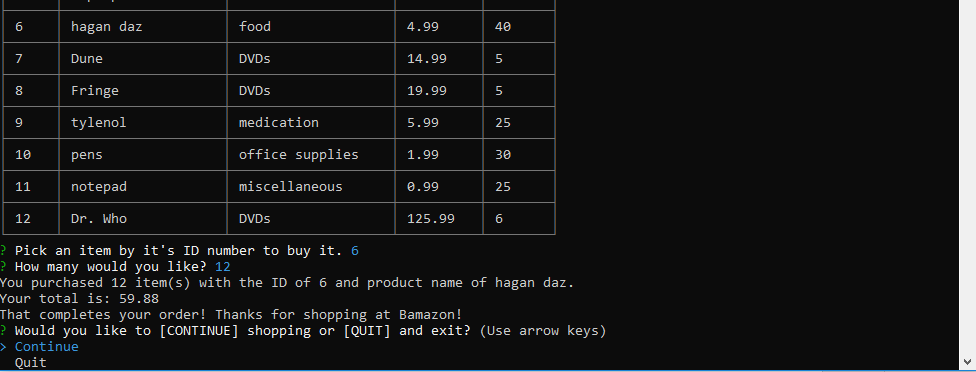 6 hagan daz food 4.99 40
7 Dune DVDs 14.99 5
8 Fringe DVDs 19.99 5
9 tylenol medication 5.99 25
10 pens office supplies 1.99 30
11 notepad miscellaneous 0.99 25
12 Dr. Who DVDs 125.99 6
? Pick an item by it's ID number to buy it. 6
? How many would you like? 12
You purchased 12 item(s) with the ID of 6 and product name of hagan daz.
Your total is: 59.88
That completes your order! Thanks for shopping at Bamazon!
? Would you like to [CONTINUE] shopping or [QUIT] and exit? (Use arrow keys)
> Continue
Quit